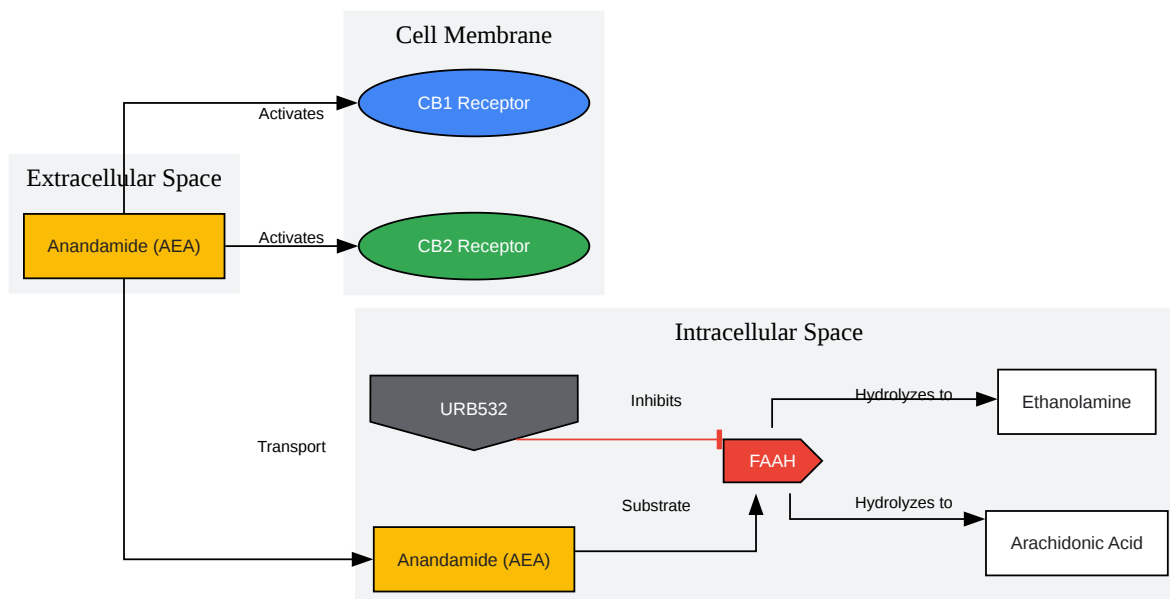 Cell Membrane
CB1 Receptor
Activates
Extracellular Space
Anandamide (AEA)
Activates
CB2 Receptor
Intracellular Space
URB532
Inhibits
Hydrolyzes to
Ethanolamine
Transport
FAAH
Substrate
Hydrolyzes to
Arachidonic Acid
Anandamide (AEA)